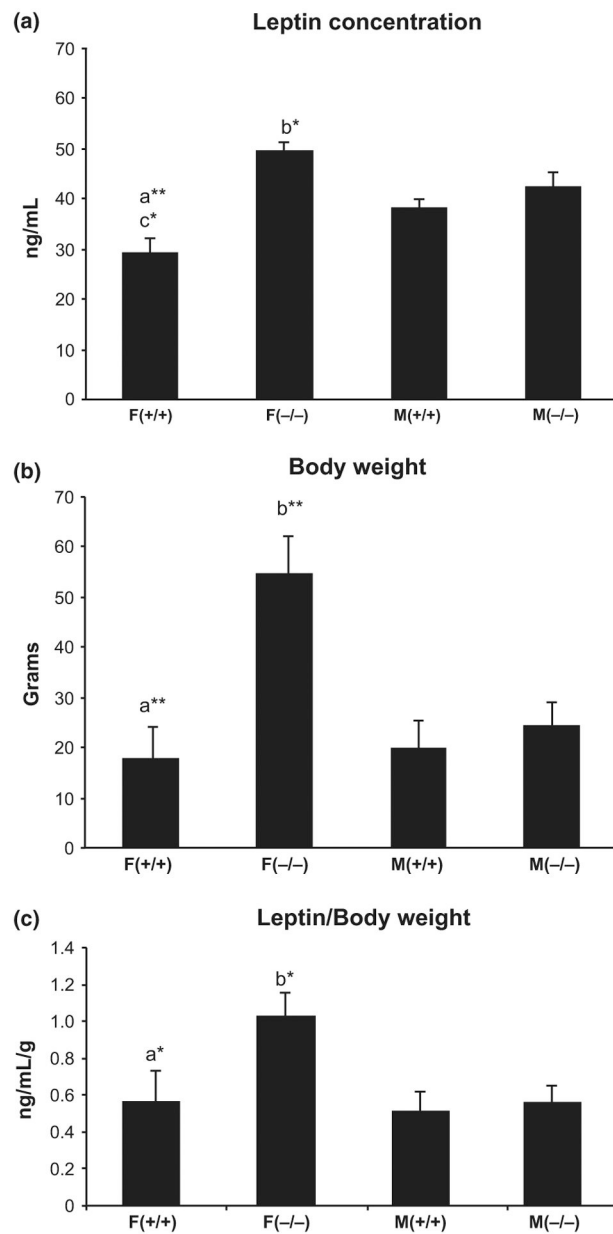 (a) Leptin concentration
70
60
50
40
30
20
10
0
ng/mL
a**
c*
b*
F(+/+) F(–/–) M(+/+) M(–/–)
(b) Body weight
70
60
50
40
30
20
10
0
Grams
a**
b**
F(+/+) F(–/–) M(+/+) M(–/–)
(c) Leptin/Body weight
1.4
1.2
1.0
0.8
0.6
0.4
0.2
0
ng/mL/g
a*
b*
F(+/+) F(–/–) M(+/+) M(–/–)